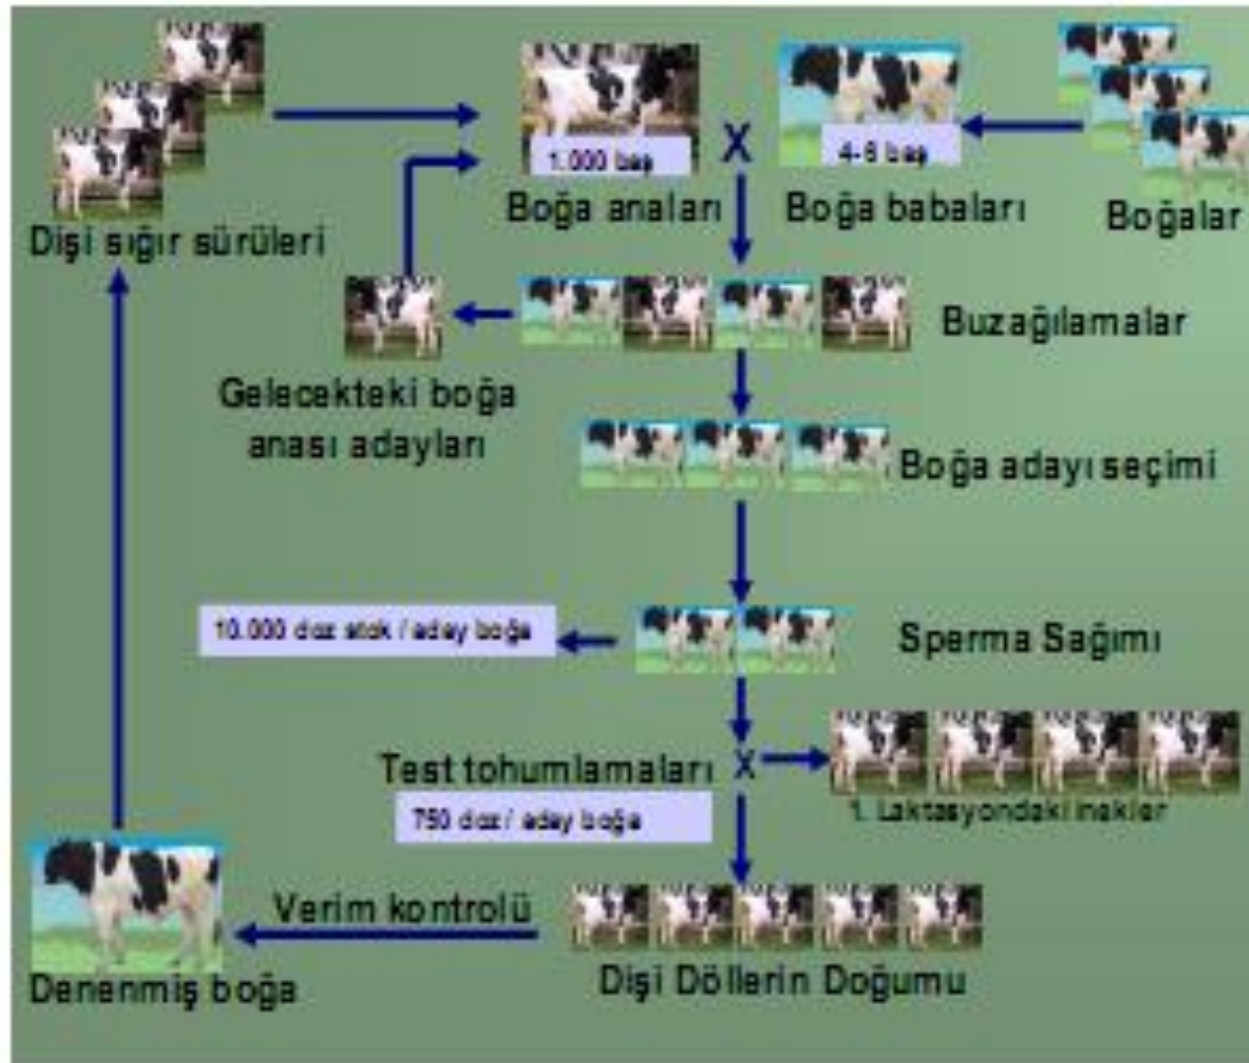 1.000 baş
X
4-6 baş
Boğa anaları
Boğa babaları
Boğalar
Dişi sığır sürüleri
Buzağılamalar
Gelecekteki boğa
anası adayları
Boğa adayı seçimi
10.000 doz stok / aday boğa
Sperma Sağımı
Test tohumlamaları
X
750 doz / aday boğa
1. Laktasyondaki inekler
Verim kontrolü
Denenmiş boğa
Dişi Döllerin Doğumu